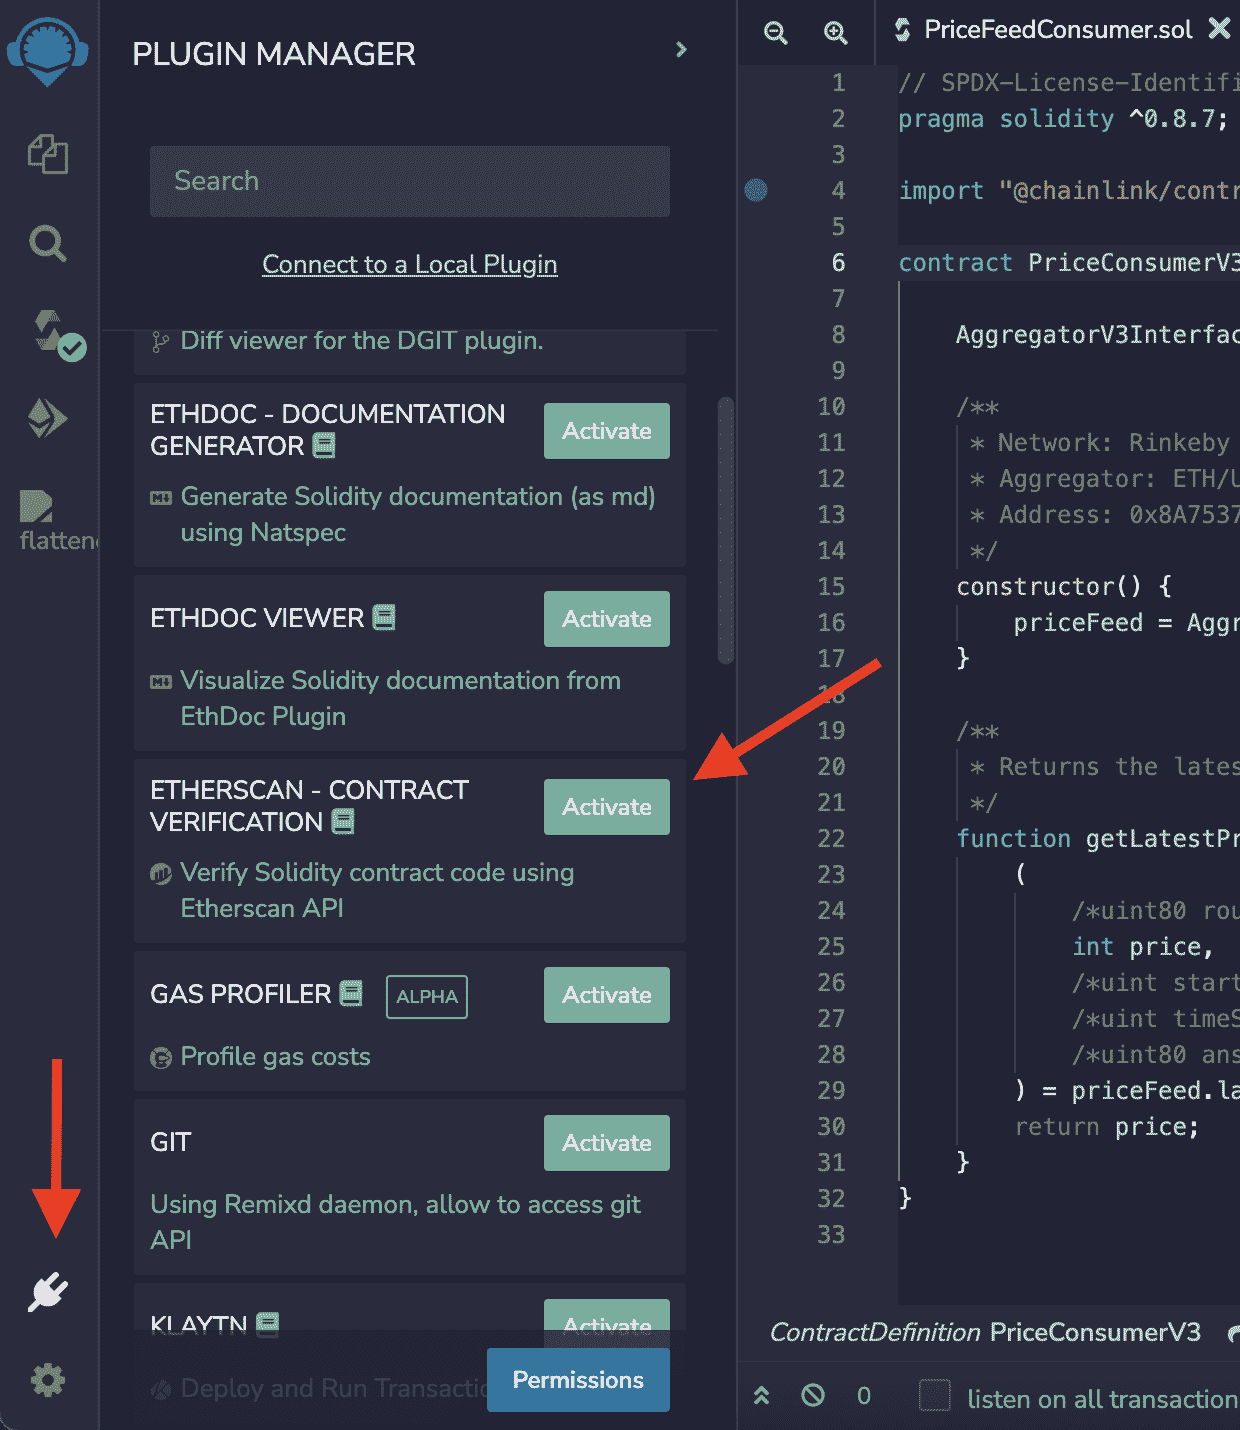 PLUGIN MANAGER
Search
Connect to a Local Plugin
Diff viewer for the DGIT plugin.
ETHDOC - DOCUMENTATION
GENERATOR
Activate
Generate Solidity documentation (as md)
using Natspec
ETHDOC VIEWER
Activate
Visualize Solidity documentation from
EthDoc Plugin
ETHERSCAN - CONTRACT
VERIFICATION
Activate
Verify Solidity contract code using
Etherscan API
GAS PROFILER
ALPHA
Activate
Profile gas costs
GIT
Activate
Using Remixd daemon, allow to access git
API
KLAYTN
Activate
Deploy and Run Transactio
Permissions
flattene
PriceFeedConsumer.sol
1 // SPDX-License-Identifi
2 pragma solidity ^0.8.7;
3
4 import "@chainlink/contr
5
6 contract PriceConsumerV3
7
8 AggregatorV3Interfac
9
10 /**
11 * Network: Rinkeby
12 * Aggregator: ETH/U
13 * Address: 0x8A7537
14 */
15 constructor() {
16 priceFeed = Aggr
17 }
18
19 /**
20 * Returns the lates
21 */
22 function getLatestPr
23 (
24 /*uint80 rou
25 int price,
26 /*uint start
27 /*uint timeS
28 /*uint80 ans
29 ) = priceFeed.la
30 return price;
31 }
32 }
33
ContractDefinition PriceConsumerV3
0
listen on all transaction